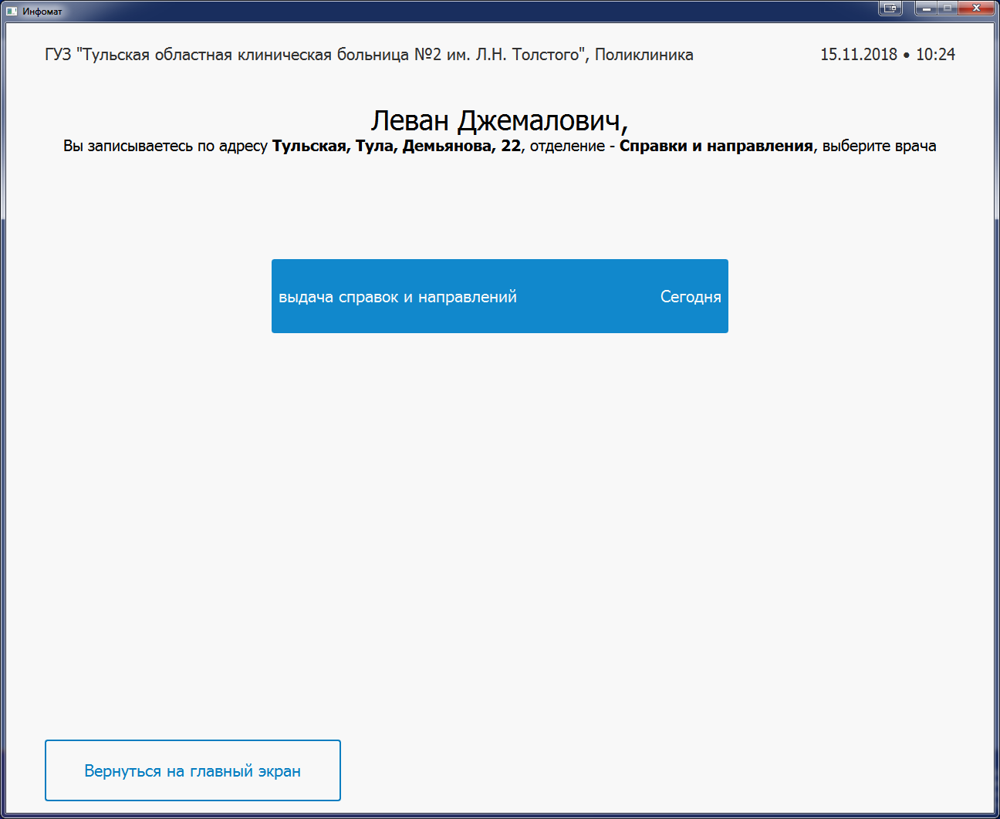 Инфомат
ГУЗ "Тульская областная клиническая больница №2 им. Л.Н. Толстого", Поликлиника
15.11.2018 • 10:24
Леван Джемалович,
Вы записываетесь по адресу Тульская, Тула, Демьянова, 22, отделение - Справки и направления, выберите врача
выдача справок и направлений
Сегодня
Вернуться на главный экран